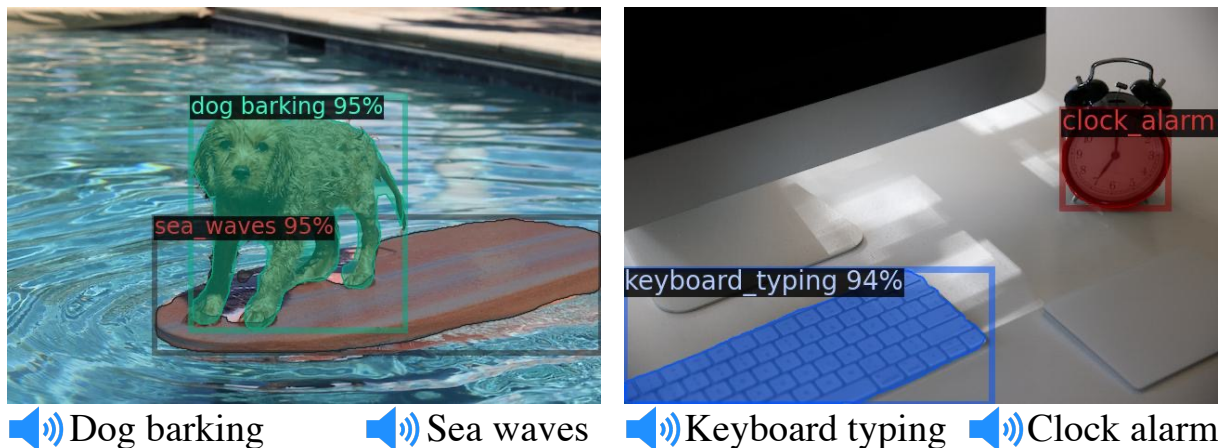 dog barking 95%
sea_waves 95%
clock_alarm
keyboard_typing 94%
Dog barking
Sea waves
Keyboard typing
Clock alarm